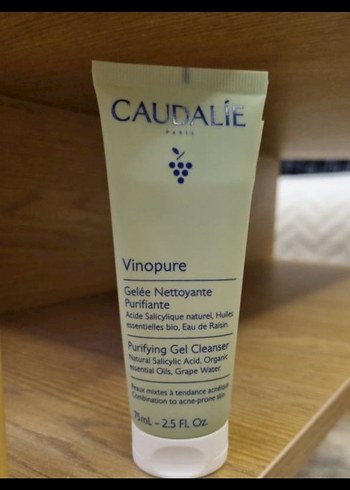 CAUDALÍE
PARIS
Vinopure
Gelée Nettoyante
Purifiante
Acide Salicylique naturel, Huiles
essentielles bio, Eau de Raisin.
Purifying Gel Cleanser
Natural Salicylic Acid, Organic
essential Oils, Grape Water
Peaux mixtes à tendance acnéique
Combination to acne-prone skin
75mL - 2.5 Fl. Oz.